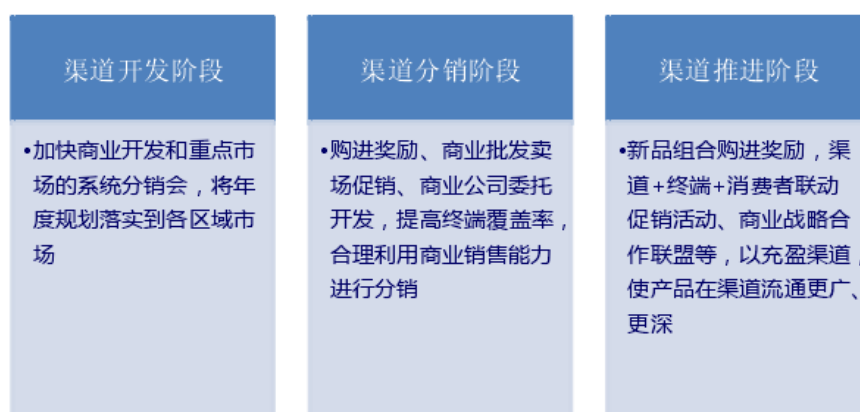 渠道开发阶段
•加快商业开发和重点市
场的系统分销会，将年
度规划落实到各区域市
场
渠道分销阶段
•购进奖励、商业批发卖
场促销、商业公司委托
开发，提高终端覆盖率，
合理利用商业销售能力
进行分销
渠道推进阶段
•新品组合购进奖励，渠
道+终端+消费者联动
促销活动、商业战略合
作联盟等，以充盈渠道，
使产品在渠道流通更广、
更深